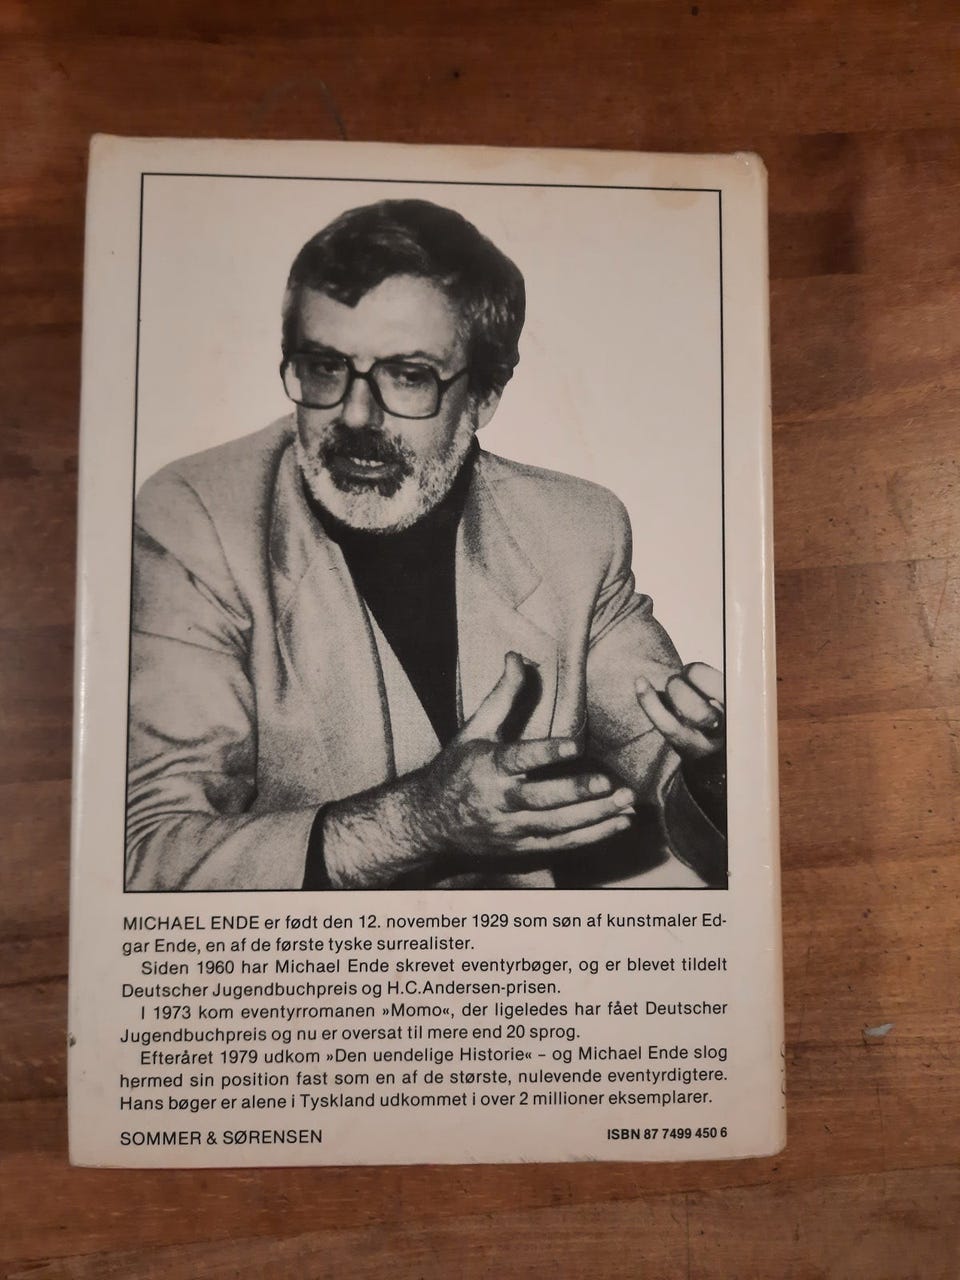 MICHAEL ENDE er født den 12. november 1929 som søn af kunstmaler Ed-
gar Ende, en af de første tyske surrealister.
Siden 1960 har Michael Ende skrevet eventyrbøger, og er blevet tildelt
Deutscher Jugendbuchpreis og H.C.Andersen-prisen.
I 1973 kom eventyrromanen »Momo«, der ligeledes har fået Deutscher
Jugendbuchpreis og nu er oversat til mere end 20 sprog.
Efteråret 1979 udkom »Den uendelige Historie« – og Michael Ende slog
hermed sin position fast som en af de største, nulevende eventyrdigtere.
Hans bøger er alene i Tyskland udkommet i over 2 millioner eksemplarer.
SOMMER & SØRENSEN
ISBN 87 7499 450 6